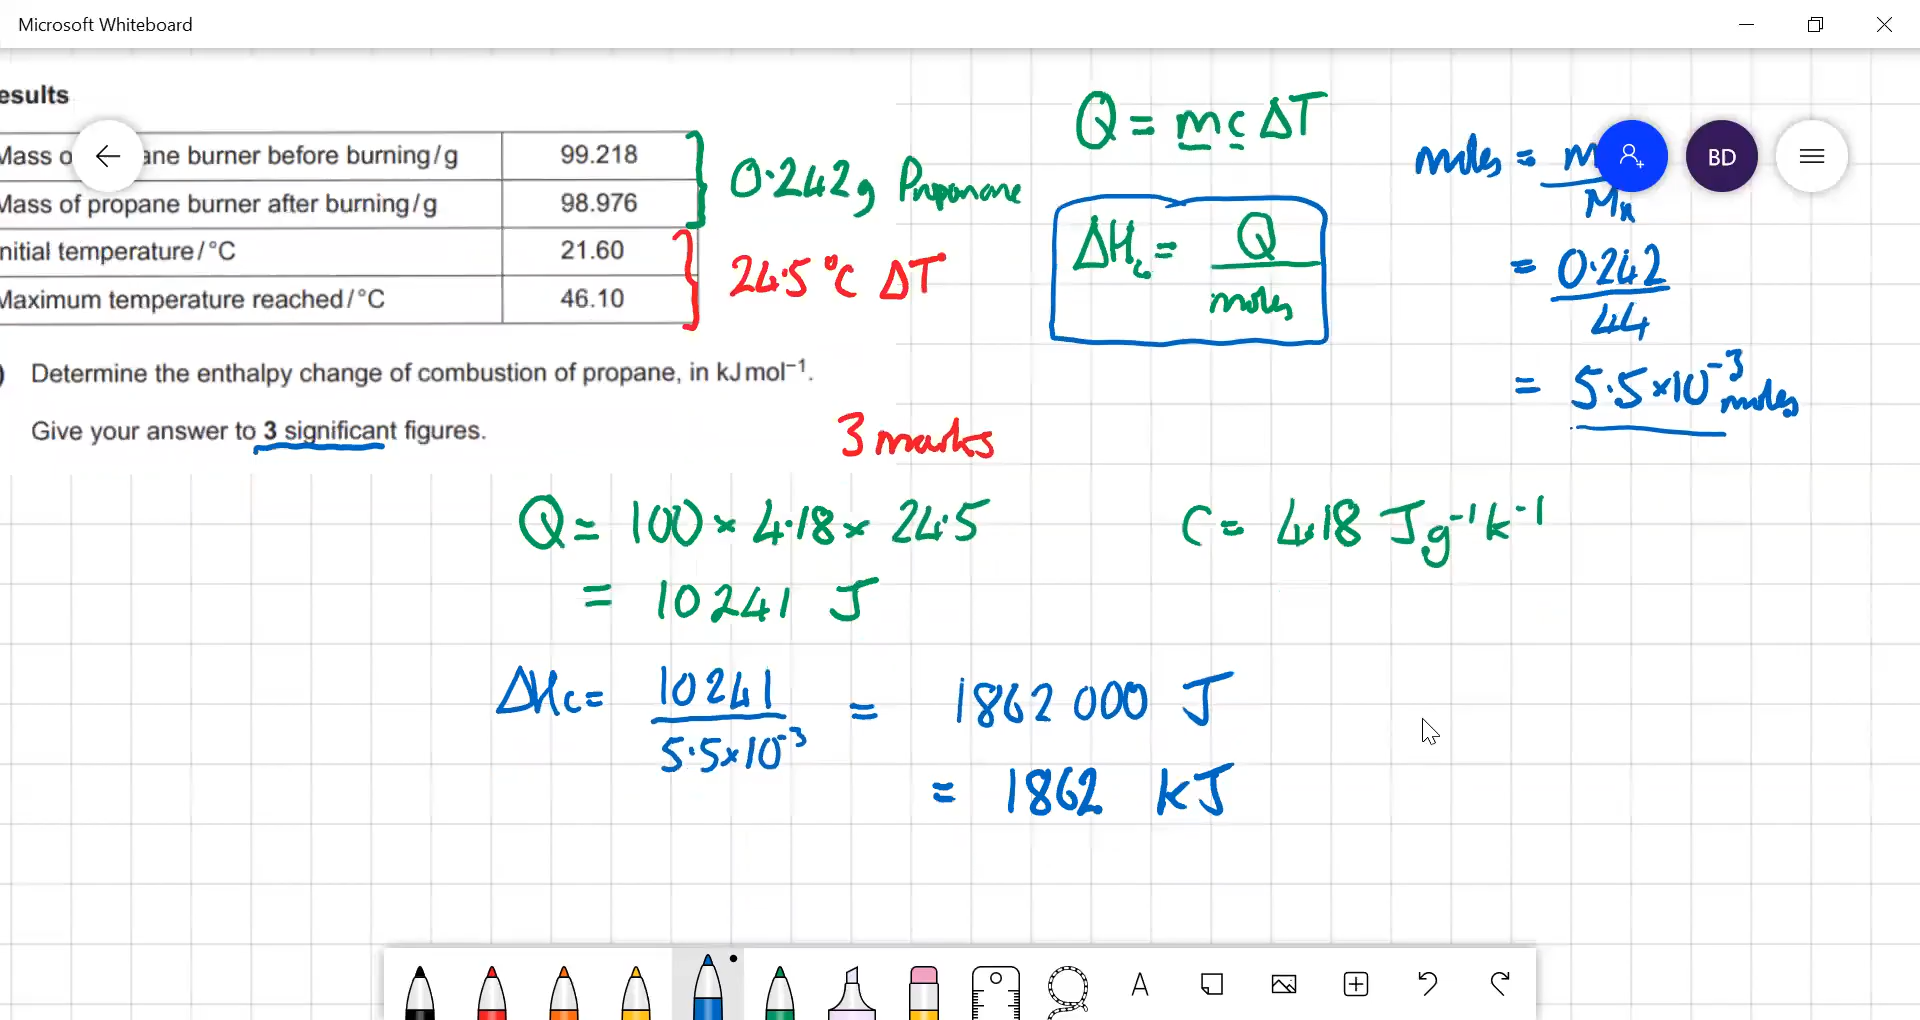 Microsoft Whiteboard
esults
Mass o ane burner before burning/g 99.218
Mass of propane burner after burning/g 98.976
nitial temperature/°C 21.60
Maximum temperature reached/°C 46.10
0.242g Proponane
24.5°C ΔT
Q = mcΔT
ΔHc = Q / moles
moles = m / Mr
= 0.242 / 44
= 5.5×10⁻³ moles
BD
) Determine the enthalpy change of combustion of propane, in kJ mol⁻¹.
Give your answer to 3 significant figures.
3 marks
Q = 100 × 4.18 × 24.5
= 10241 J
C = 4.18 Jg⁻¹k⁻¹
ΔHc = 10241 / 5.5×10⁻³ = 1862 000 J
= 1862 kJ
A